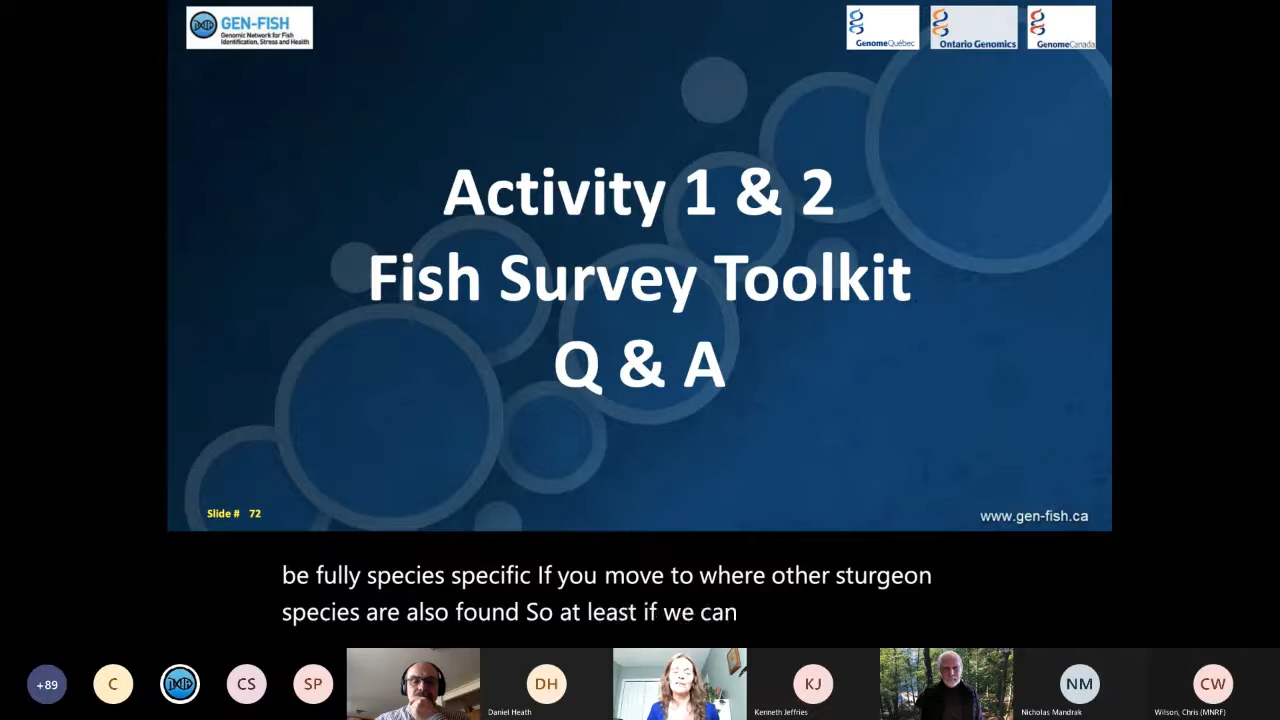 GEN-FISH
Genomic Network for Fish
Identification, Stress and Health
GenomeQuébec
Ontario Genomics
GenomeCanada
Activity 1 & 2
Fish Survey Toolkit
Q & A
Slide # 72
www.gen-fish.ca
be fully species specific If you move to where other sturgeon
species are also found So at least if we can
+89
C
CS
SP
DH
Daniel Heath
KJ
Kenneth Jeffries
NM
Nicholas Mandrak
CW
Wilson, Chris (MNRF)